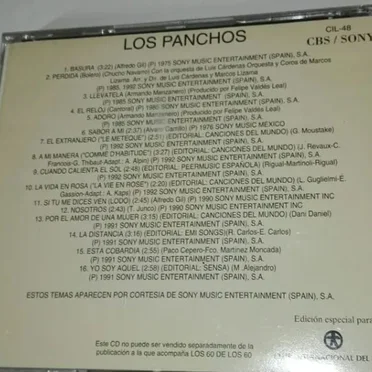 LOS PANCHOS
CIL-48
CBS / SONY
1. BASURA (3:22) (Alfredo Gil) (P) 1975 SONY MUSIC ENTERTAINMENT (SPAIN), S.A.
2. PERDIDA (Bolero) (Chucho Navarro) Con la orquesta de Luis Cárdenas Orquesta y Coros de Marcos
Lizama. Arr. y Dir. de Luis Cárdenas y Marcos Lizama
(P) 1985, 1992 SONY MUSIC ENTERTAINMENT (SPAIN), S.A.
3. LLEVATELA (Armando Manzanero) (Producido por Felipe Valdés Leal)
(P) 1985 SONY MUSIC ENTERTAINMENT (SPAIN), S.A.
4. EL RELOJ (Cantoral) (P) 1990 SONY MUSIC ENTERTAINMENT (SPAIN), S.A.
5. ADORO (Armando Manzanero) (Producido por Felipe Valdés Leal)
(P) 1985 SONY MUSIC ENTERTAINMENT (SPAIN), S.A.
6. SABOR A MI (Alvaro Carrillo) (P) 1976 SONY MUSIC MEXICO
7. EL EXTRANJERO ("LE METEQUE") (2:51) (EDITORIAL: CANCIONES DEL MUNDO) (G. Moustake)
(P) 1992 SONY MUSIC ENTERTAINMENT (SPAIN), S.A.
8. A MI MANERA ("COMME D'HABITUDE") (3:27) (EDITORIAL: CANCIONES DEL MUNDO) (J. Revaux-C.
Francois-G. Thibaut-Adapt.: A. Alpin) (P) 1992 SONY MUSIC ENTERTAINMENT (SPAIN), S.A.
9. CUANDO CALIENTA EL SOL (2:48) (EDITORIAL: PEERMUSIC ESPAÑOLA) (Rigual-Martinoli-Rigual)
(P) 1992 SONY MUSIC ENTERTAINMENT (SPAIN), S.A.
10. LA VIDA EN ROSA ("LA VIE EN ROSE") (2:20) (EDITORIAL: CANCIONES DEL MUNDO) (L. Guglielmi-E.
Gassion-Adapt.: A. Kaps) (P) 1992 SONY MUSIC ENTERTAINMENT (SPAIN), S.A.
11. SI TU ME DICES VEN (LODO) (2:45) (Alfredo Gil) (P) 1990 SONY MUSIC ENTERTAINMENT INC
12. NOSOTROS (2:43) (T. Junco) (P) 1990 SONY MUSIC ENTERTAINMENT INC
13. POR EL AMOR DE UNA MUJER (3:15) (EDITORIAL: CANCIONES DEL MUNDO) (Dani Daniel)
(P) 1991 SONY MUSIC ENTERTAINMENT (SPAIN), S.A.
14. LA DISTANCIA (3:16) (EDITORIAL: EMI SONGS)(R. Carlos-E. Carlos)
(P) 1991 SONY MUSIC ENTERTAINMENT (SPAIN), S.A.
15. ESTA COBARDIA (2:55) (Paco Cepero-Fco. Martínez Moncada)
(P) 1991 SONY MUSIC ENTERTAINMENT (SPAIN), S.A.
16. YO SOY AQUEL (2:58) (EDITORIAL: SENSA) (M. Alejandro)
(P) 1991 SONY MUSIC ENTERTAINMENT (SPAIN), S.A.
ESTOS TEMAS APARECEN POR CORTESIA DE SONY MUSIC ENTERTAINMENT (SPAIN), S.A.
Edición especial para
Este CD no puede ser vendido separadamente de la
publicación a la que acompaña LOS 60 DE LOS 60
DEL